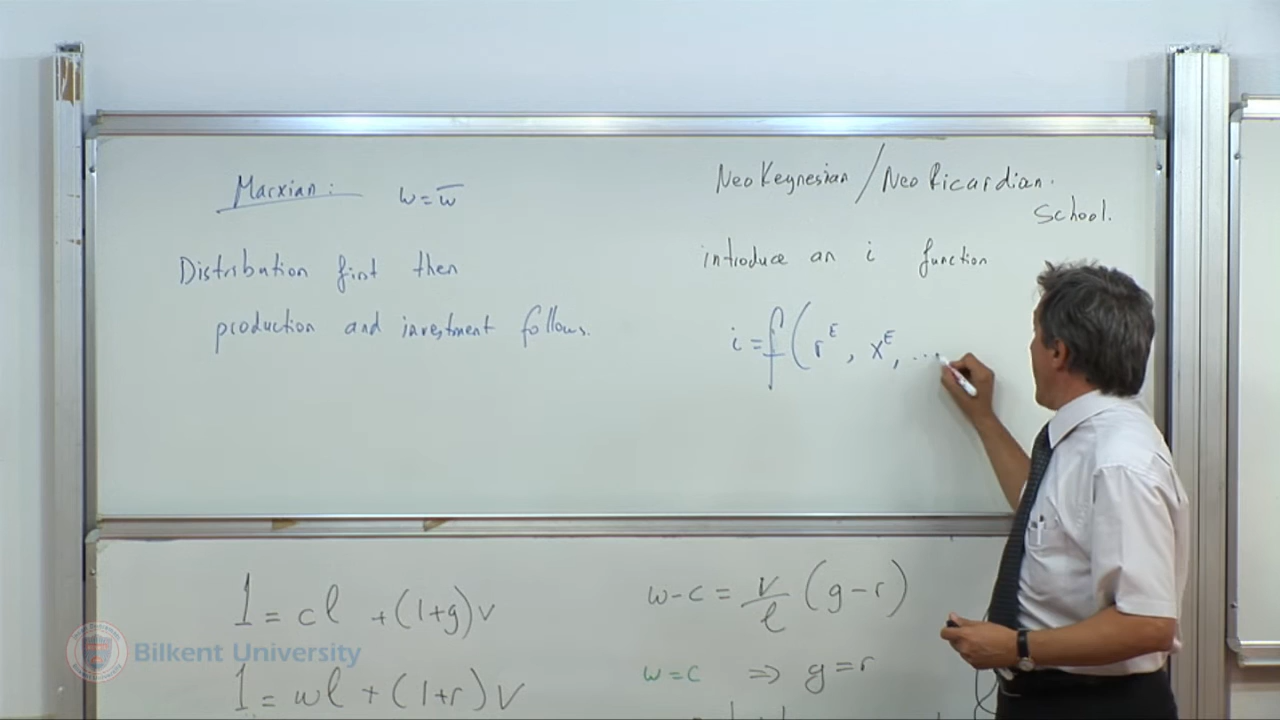 Marxian: w = w̄
Distribution first then
production and investment follows.
NeoKeynesian / NeoRicardian
School.
introduce an i function
i = f(r^E, x^E, ...
1 = cl + (1+g)v
1 = wl + (1+r)v
w-c = v/l (g-r)
w=c ⇒ g=r
Bilkent University